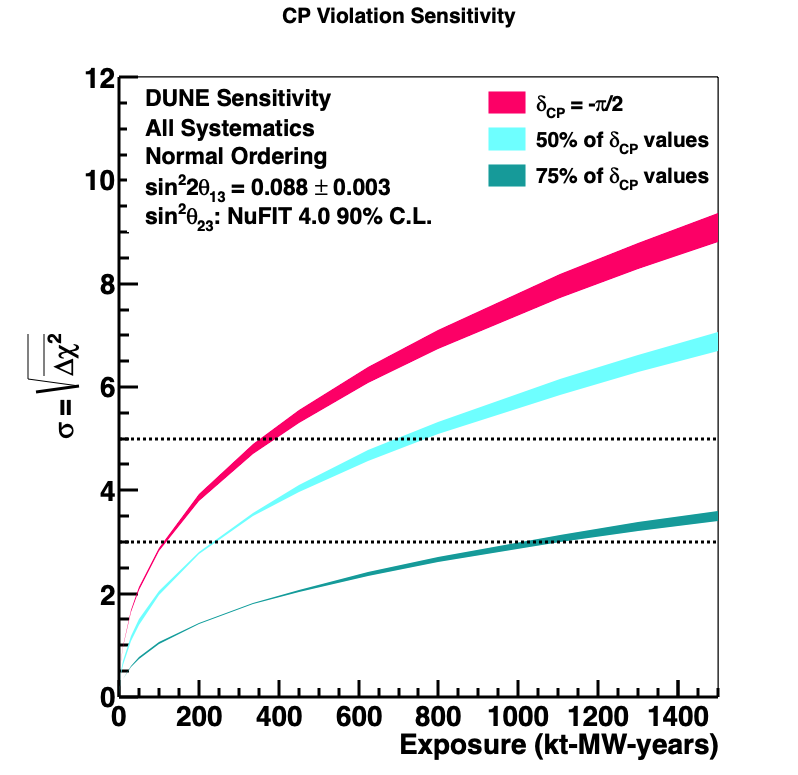 CP Violation Sensitivity
DUNE Sensitivity
All Systematics
Normal Ordering
sin²2θ₁₃ = 0.088 ± 0.003
sin²θ₂₃: NuFIT 4.0 90% C.L.
δCP = -π/2
50% of δCP values
75% of δCP values
σ = √Δχ²
12
10
8
6
4
2
0
0 200 400 600 800 1000 1200 1400
Exposure (kt-MW-years)